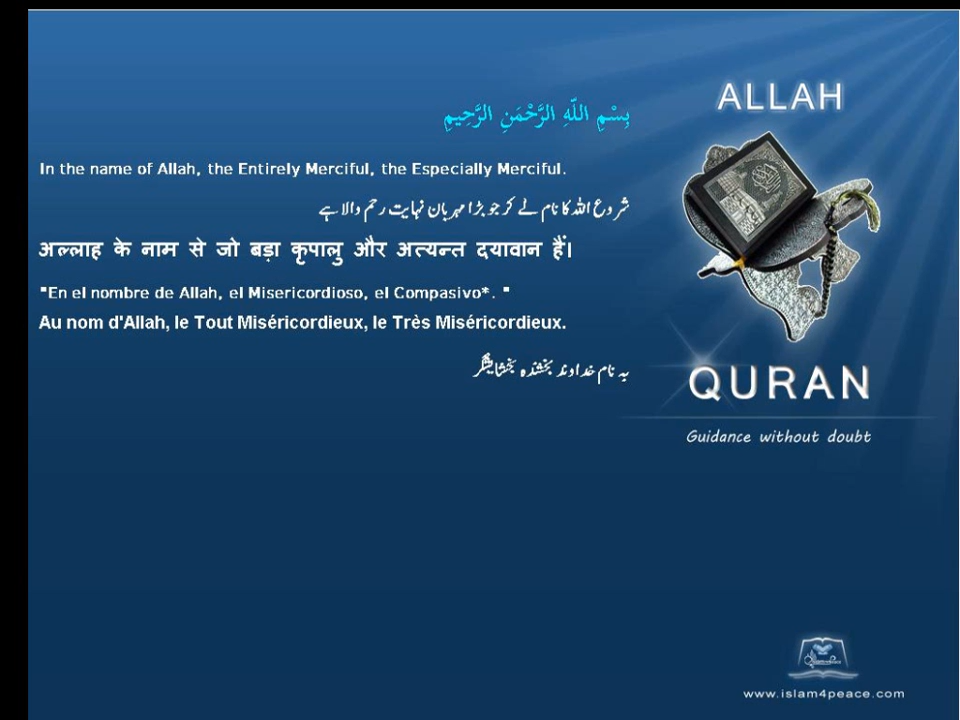 بِسْمِ اللَّهِ الرَّحْمَنِ الرَّحِيمِ
In the name of Allah, the Entirely Merciful, the Especially Merciful.
شروع اللہ کا نام لے کر جو بڑا مہربان نہایت رحم والا ہے
अल्लाह के नाम से जो बड़ा कृपालु और अत्यन्त दयावान हैं।
"En el nombre de Allah, el Misericordioso, el Compasivo*. "
Au nom d'Allah, le Tout Miséricordieux, le Très Miséricordieux.
به نام خداوند بخشنده بخشایشگر
ALLAH
QURAN
Guidance without doubt
www.islam4peace.com